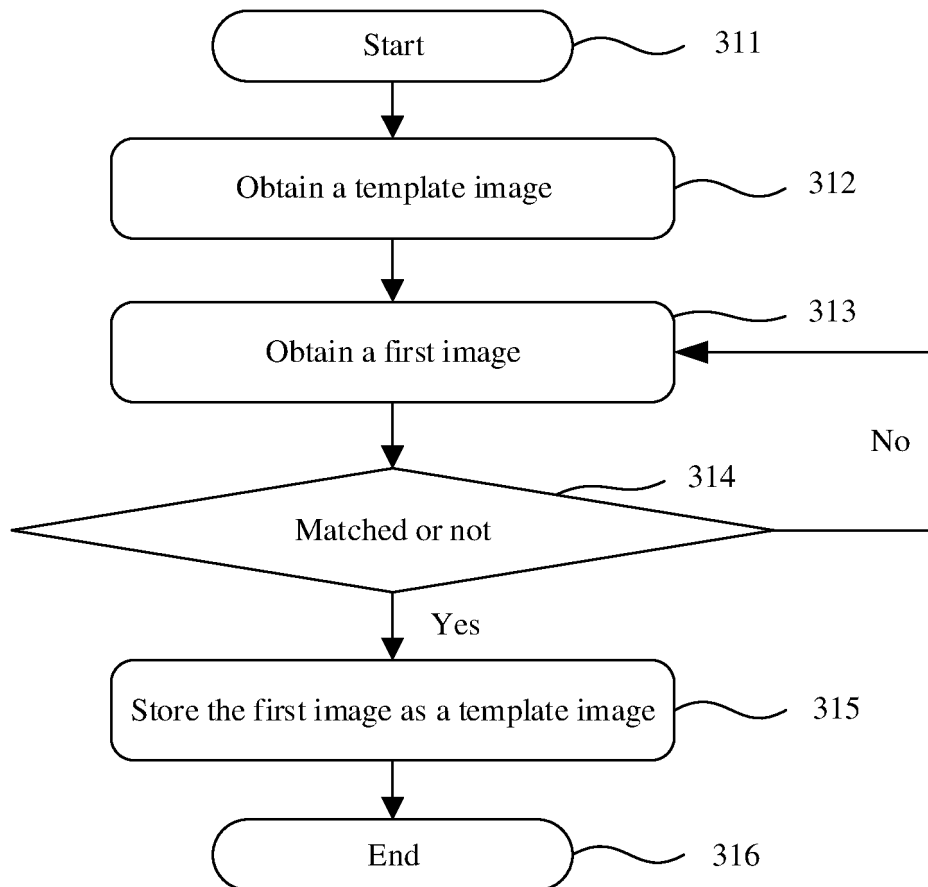 Start
311
Obtain a template image
312
Obtain a first image
313
No
Matched or not
314
Yes
Store the first image as a template image
315
End
316